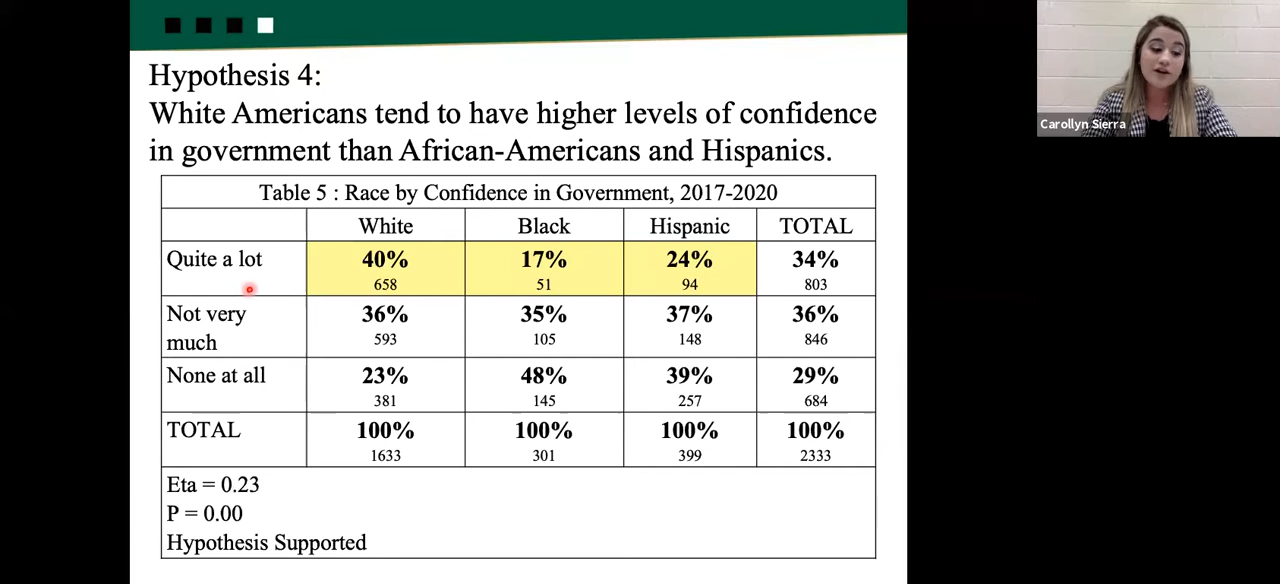 Hypothesis 4:
White Americans tend to have higher levels of confidence
in government than African-Americans and Hispanics.
Table 5 : Race by Confidence in Government, 2017-2020
White Black Hispanic TOTAL
Quite a lot 40% 17% 24% 34%
658 51 94 803
Not very 36% 35% 37% 36%
much 593 105 148 846
None at all 23% 48% 39% 29%
381 145 257 684
TOTAL 100% 100% 100% 100%
1633 301 399 2333
Eta = 0.23
P = 0.00
Hypothesis Supported
Carollyn Sierra